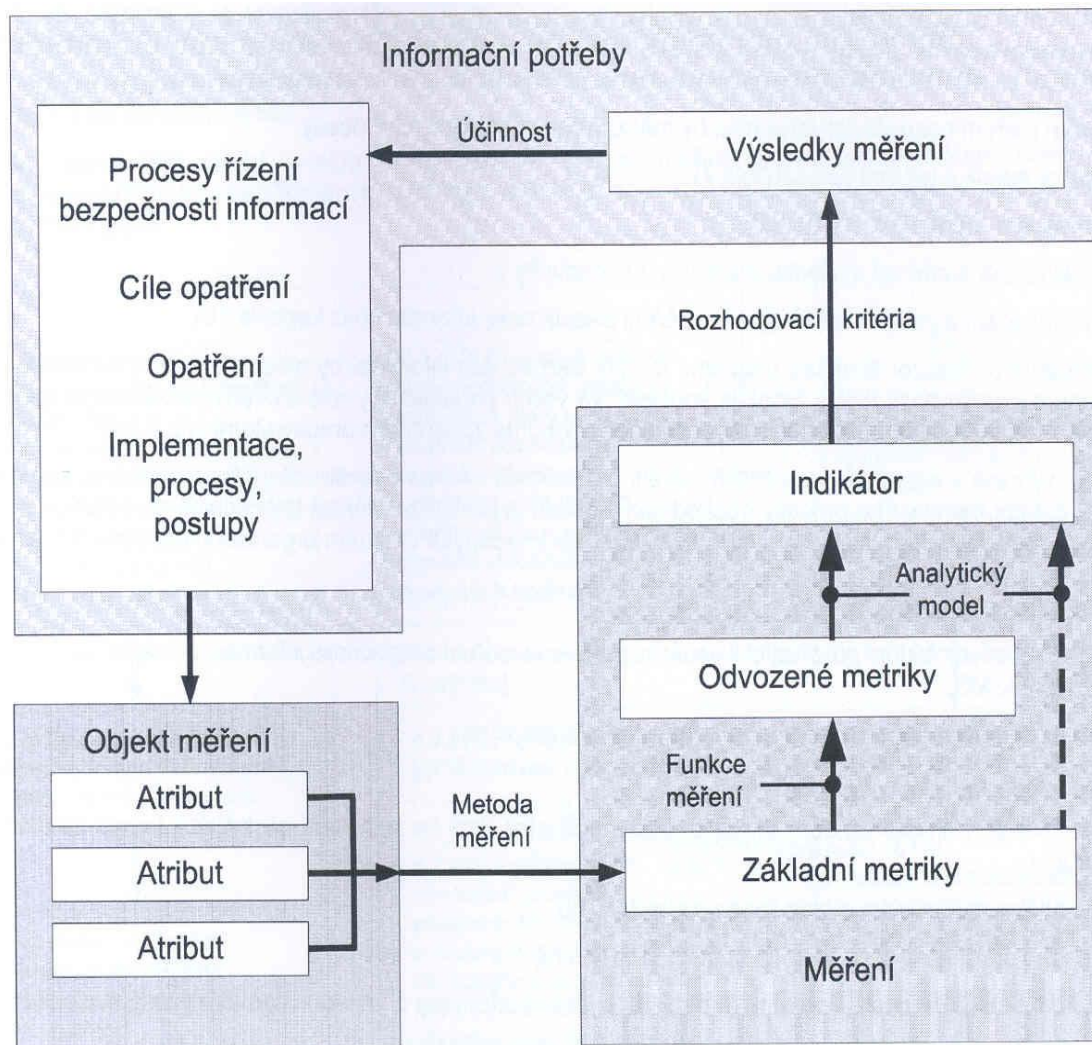 Informační potřeby
Procesy řízení
bezpečnosti informací
Cíle opatření
Opatření
Implementace,
procesy,
postupy
Účinnost
Výsledky měření
Rozhodovací kritéria
Indikátor
Analytický
model
Odvozené metriky
Funkce
měření
Základní metriky
Měření
Objekt měření
Atribut
Atribut
Atribut
Metoda
měření